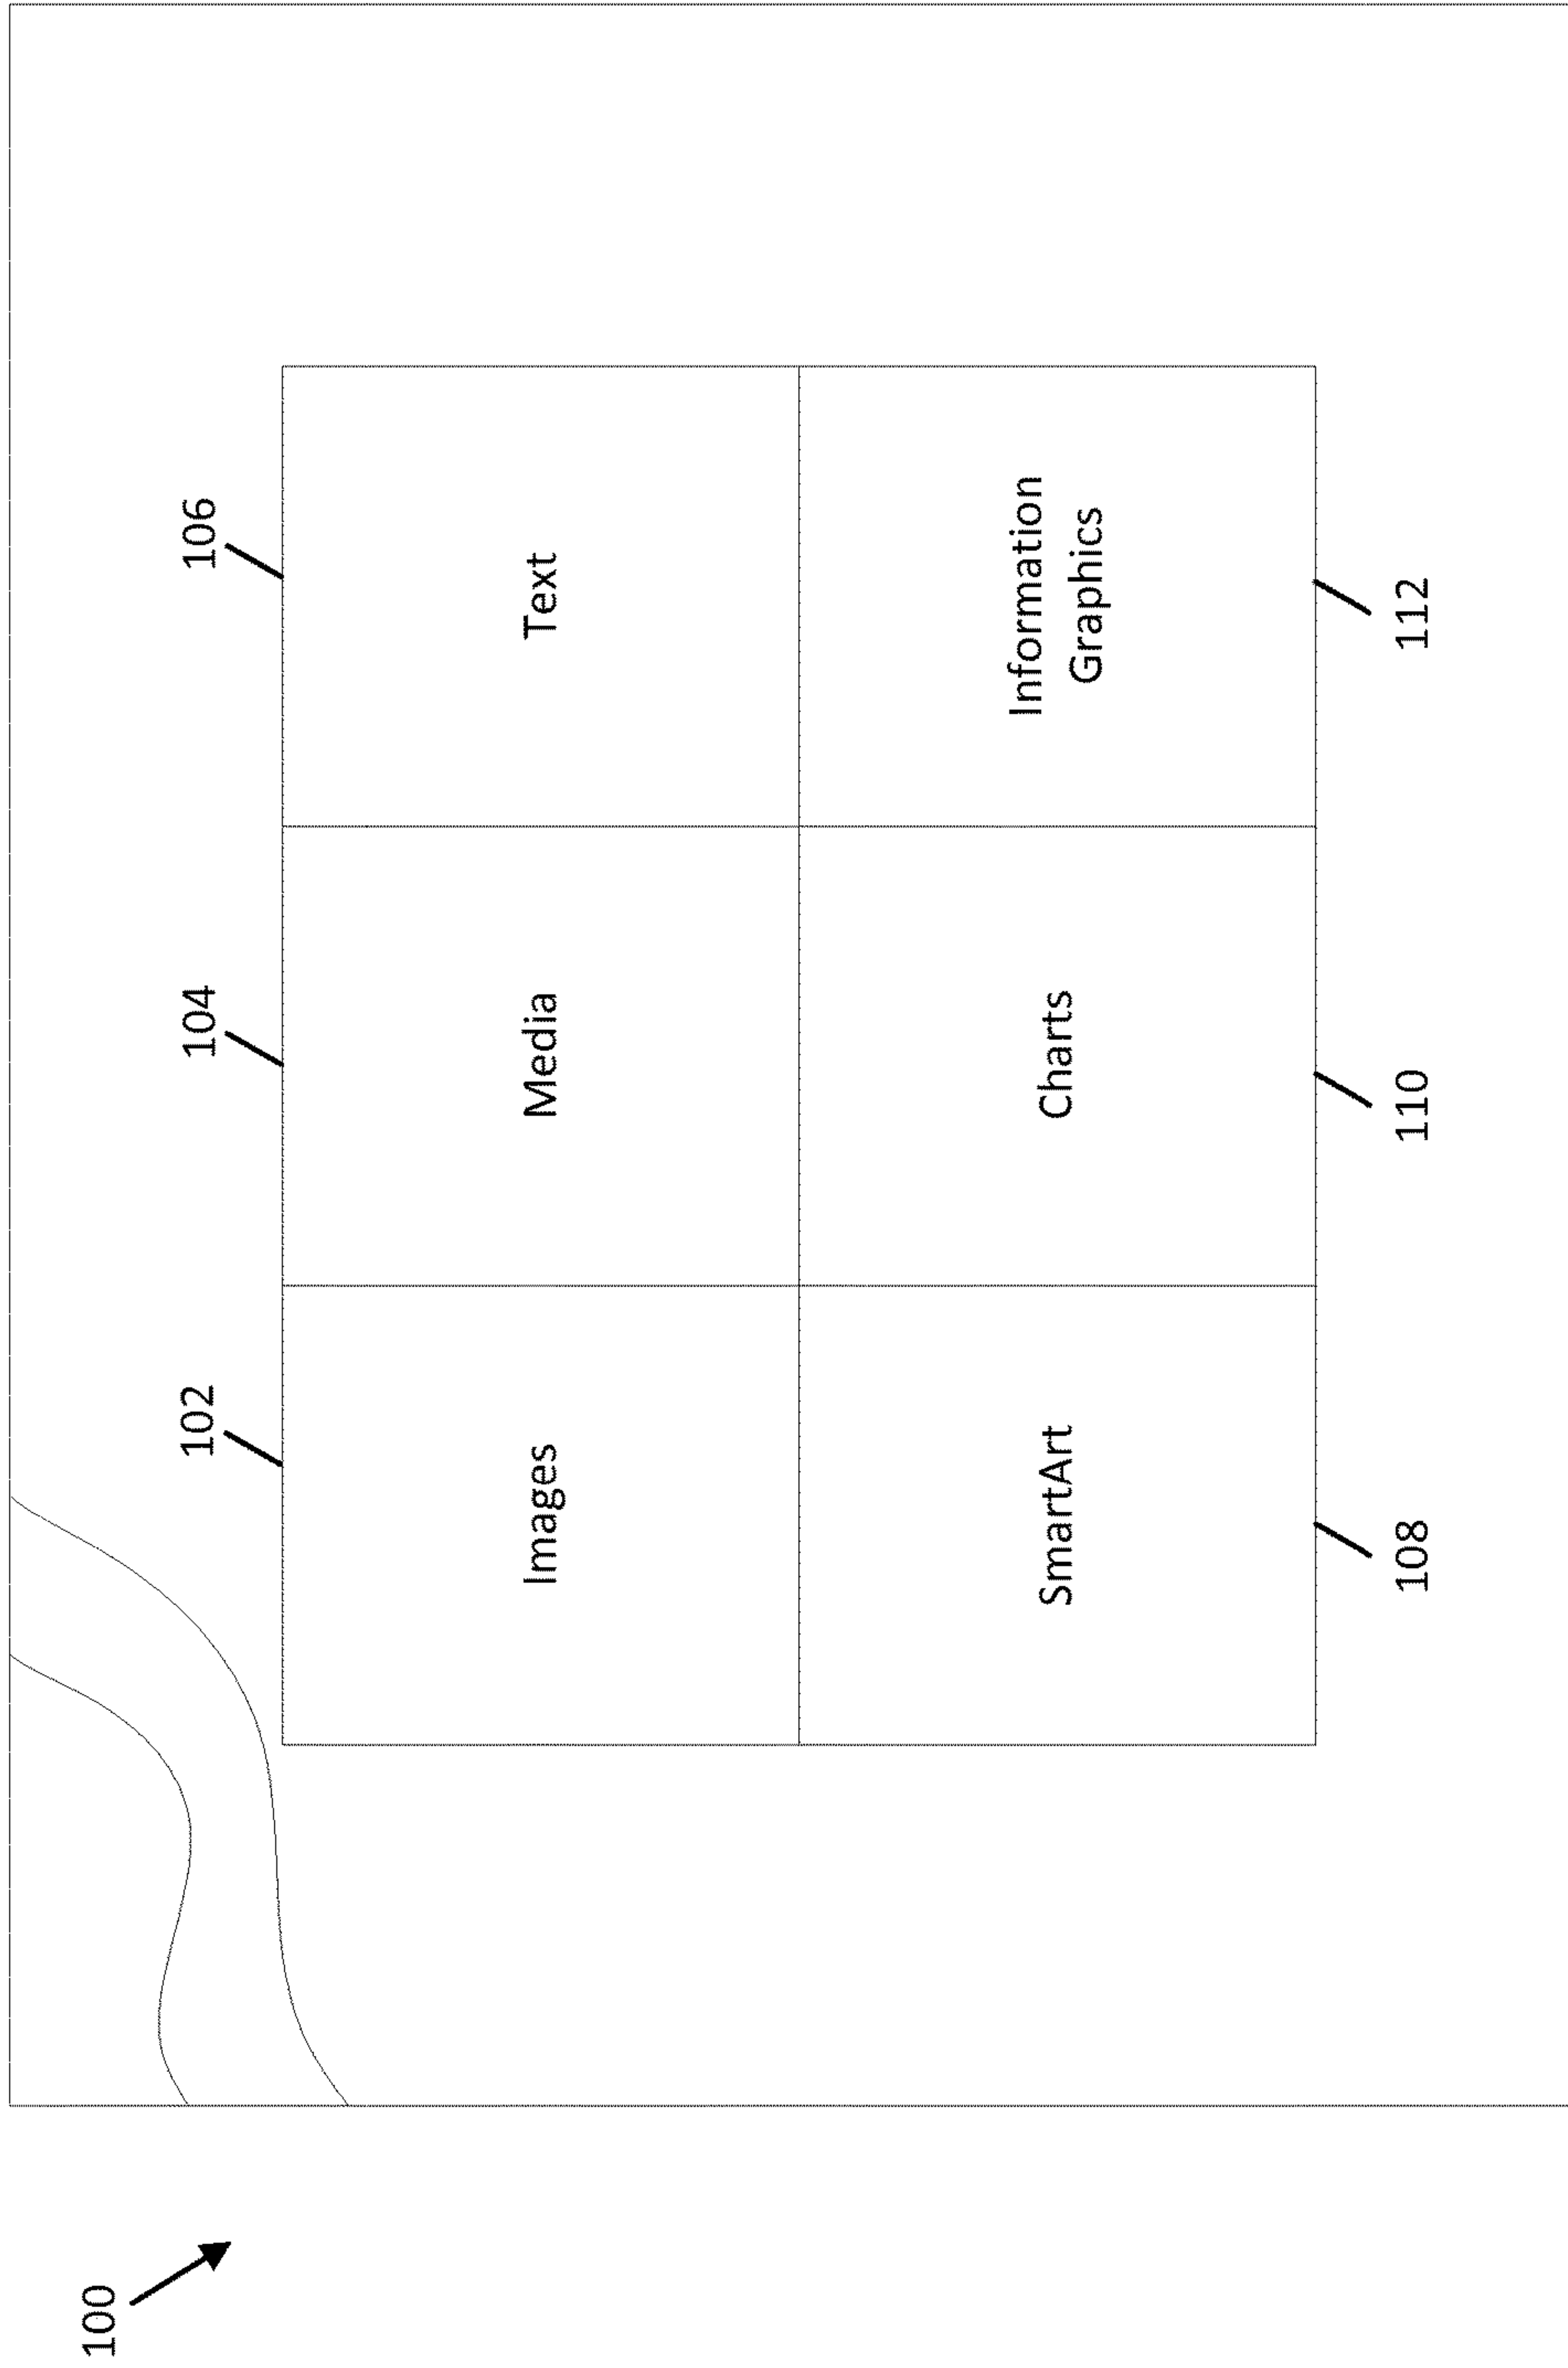 100
102
104
106
Images
Media
Text
SmartArt
Charts
Information
Graphics
108
110
112